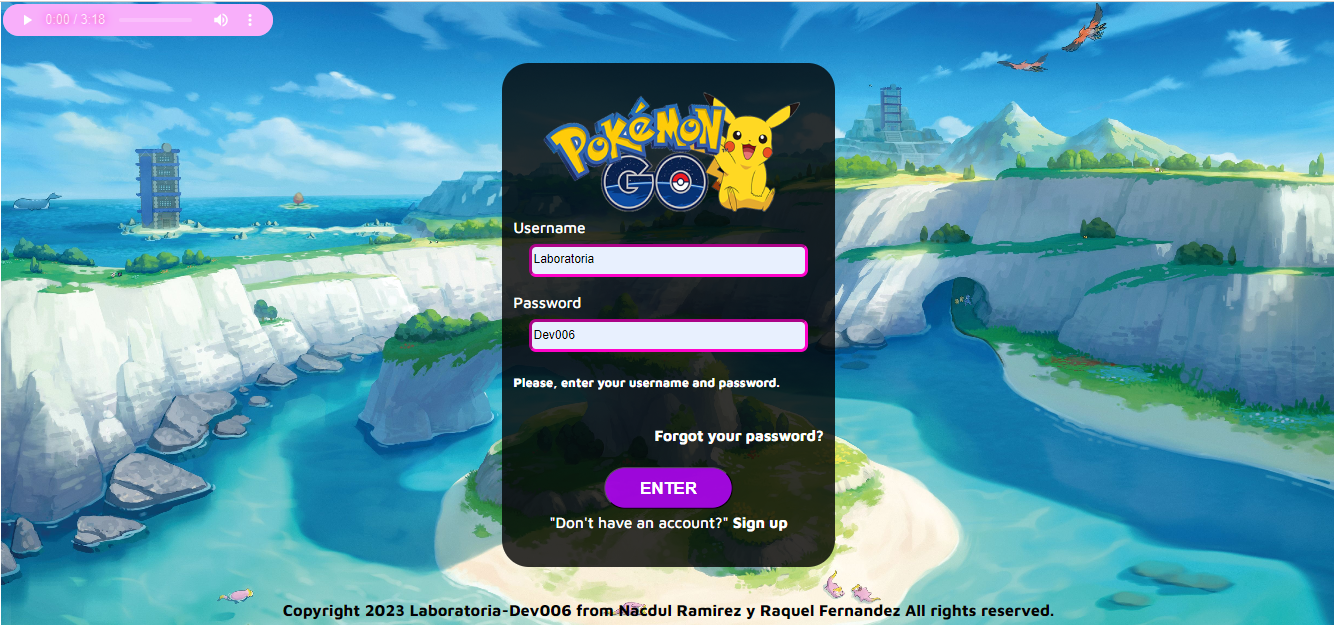 0:00 / 3:18
POKÉMON
GO
Username
Laboratoria
Password
Dev006
Please, enter your username and password.
Forgot your password?
ENTER
"Don't have an account?" Sign up
Copyright 2023 Laboratoria-Dev006 from Nacdul Ramirez y Raquel Fernandez All rights reserved.